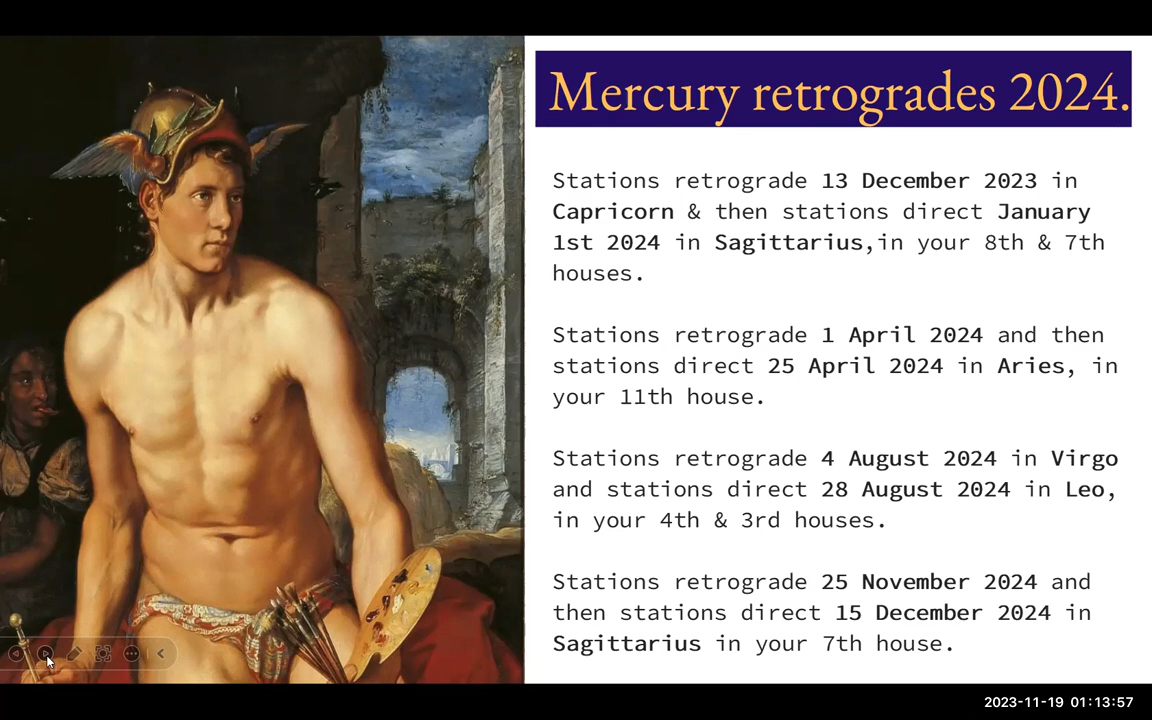 Mercury retrogrades 2024.
Stations retrograde 13 December 2023 in
Capricorn & then stations direct January
1st 2024 in Sagittarius,in your 8th & 7th
houses.
Stations retrograde 1 April 2024 and then
stations direct 25 April 2024 in Aries, in
your 11th house.
Stations retrograde 4 August 2024 in Virgo
and stations direct 28 August 2024 in Leo,
in your 4th & 3rd houses.
Stations retrograde 25 November 2024 and
then stations direct 15 December 2024 in
Sagittarius in your 7th house.
2023-11-19 01:13:57